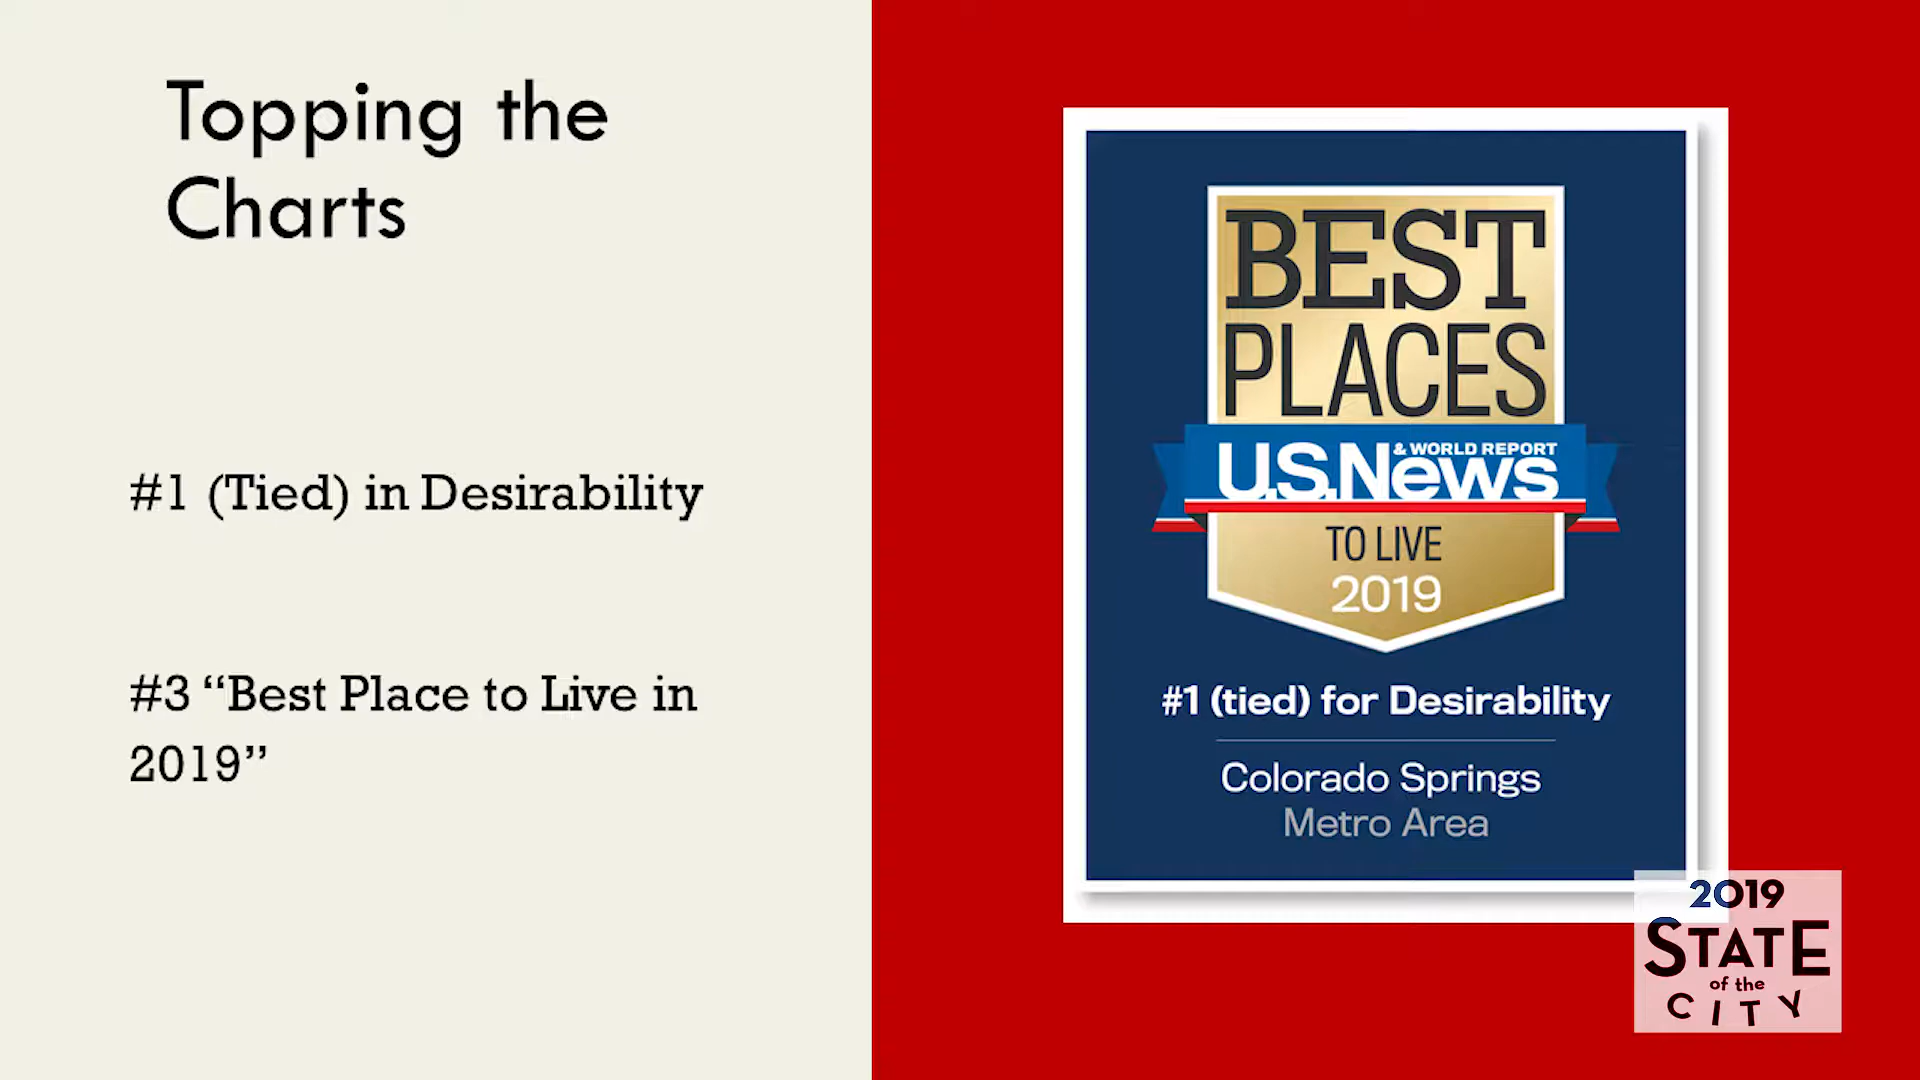 Topping the
Charts
#1 (Tied) in Desirability
#3 “Best Place to Live in
2019”
BEST
PLACES
U.S.News & WORLD REPORT
TO LIVE
2019
#1 (tied) for Desirability
Colorado Springs
Metro Area
2019
STATE
of the
CITY